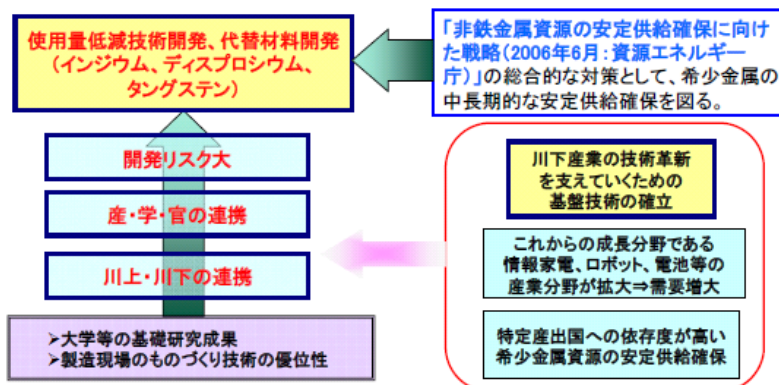 使用量低減技術開発、代替材料開発
(インジウム、ディスプロシウム、
タングステン)
「非鉄金属資源の安定供給確保に向け
た戦略(2006年6月:資源エネルギー
庁)」の総合的な対策として、希少金属の
中長期的な安定供給確保を図る。
開発リスク大
産・学・官の連携
川上・川下の連携
➢大学等の基礎研究成果
➢製造現場のものづくり技術の優位性
川下産業の技術革新
を支えていくための
基盤技術の確立
これからの成長分野である
情報家電、ロボット、電池等の
産業分野が拡大⇒需要増大
特定産出国への依存度が高い
希少金属資源の安定供給確保